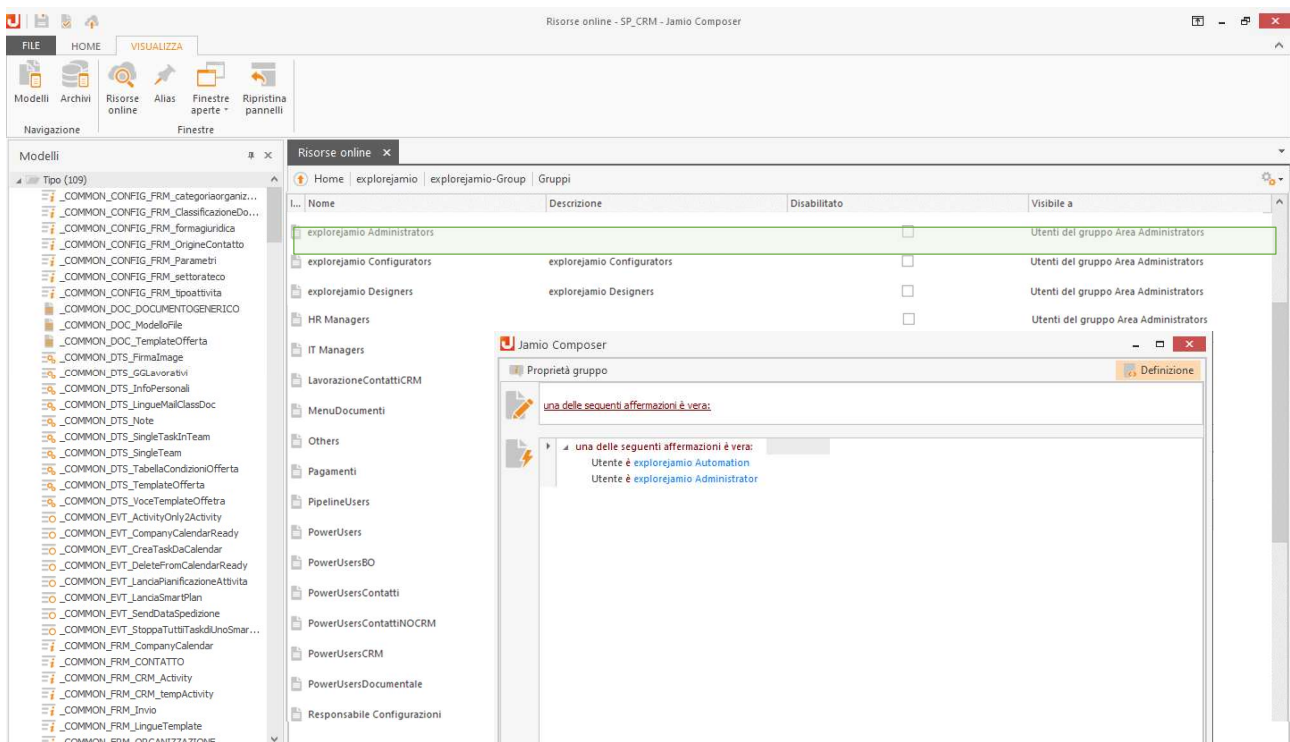 Risorse online - SP_CRM - Jamio Composer
FILE HOME VISUALIZZA
Modelli Archivi Risorse online Alias Finestre aperte Ripristina pannelli
Navigazione Finestre
Modelli
Tipo (109)
_COMMON_CONFIG_FRM_categoriaorganiz...
_COMMON_CONFIG_FRM_ClassificazioneDo...
_COMMON_CONFIG_FRM_formagiuridica
_COMMON_CONFIG_FRM_OrigineContatto
_COMMON_CONFIG_FRM_Parametri
_COMMON_CONFIG_FRM_settorateco
_COMMON_CONFIG_FRM_tipoattivita
_COMMON_DOC_DOCUMENTOGENERICO
_COMMON_DOC_ModelloFile
_COMMON_DOC_TemplateOfferta
_COMMON_DTS_FirmaImage
_COMMON_DTS_GGLavorativi
_COMMON_DTS_InfoPersonali
_COMMON_DTS_LingueMailClassDoc
_COMMON_DTS_Note
_COMMON_DTS_SingleTaskInTeam
_COMMON_DTS_SingleTeam
_COMMON_DTS_TabellaCondizioniOfferta
_COMMON_DTS_TemplateOfferta
_COMMON_DTS_VoceTemplateOffetra
_COMMON_EVT_ActivityOnly2Activity
_COMMON_EVT_CompanyCalendarReady
_COMMON_EVT_CreaTaskDaCalendar
_COMMON_EVT_DeleteFromCalendarReady
_COMMON_EVT_LanciaPianificazioneAttivita
_COMMON_EVT_LanciaSmartPlan
_COMMON_EVT_SendDataSpedizione
_COMMON_EVT_StoppaTuttiTaskdiUnoSmar...
_COMMON_FRM_CompanyCalendar
_COMMON_FRM_CONTATTO
_COMMON_FRM_CRM_Activity
_COMMON_FRM_CRM_tempActivity
_COMMON_FRM_Invio
_COMMON_FRM_LingueTemplate
_COMMON_FRM_ORGANIZZAZIONE
Risorse online
Home explorejamio explorejamio-Group Gruppi
I... Nome Descrizione Disabilitato Visibile a
explorejamio Administrators Utenti del gruppo Area Administrators
explorejamio Configurators explorejamio Configurators Utenti del gruppo Area Administrators
explorejamio Designers explorejamio Designers Utenti del gruppo Area Administrators
HR Managers Utenti del gruppo Area Administrators
IT Managers
LavorazioneContattiCRM
MenuDocumenti
Others
Pagamenti
PipelineUsers
PowerUsers
PowerUsersBO
PowerUsersContatti
PowerUsersContattiNOCRM
PowerUsersCRM
PowerUsersDocumentale
Responsabile Configurazioni
Jamio Composer
Proprietà gruppo Definizione
una delle seguenti affermazioni è vera:
una delle seguenti affermazioni è vera:
Utente è explorejamio Automation
Utente è explorejamio Administrator